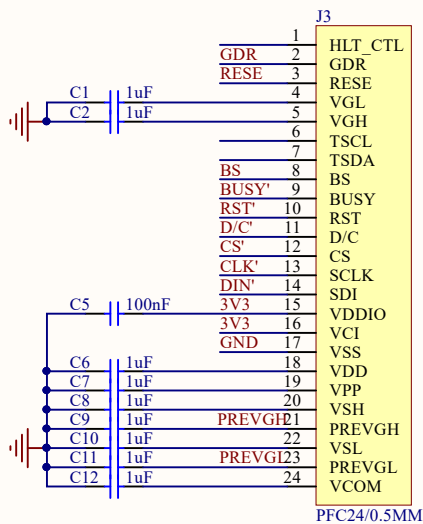 J3
1 HLT_CTL
GDR 2 GDR
RESE 3 RESE
C1 1uF 4 VGL
C2 1uF 5 VGH
6 TSCL
7 TSDA
BS 8 BS
BUSY' 9 BUSY
RST' 10 RST
D/C' 11 D/C
CS' 12 CS
CLK' 13 SCLK
DIN' 14 SDI
C5 100nF 3V3 15 VDDIO
3V3 16 VCI
GND 17 VSS
C6 1uF 18 VDD
C7 1uF 19 VPP
C8 1uF 20 VSH
C9 1uF PREVGH 21 PREVGH
C10 1uF 22 VSL
C11 1uF PREVGL 23 PREVGL
C12 1uF 24 VCOM
PFC24/0.5MM